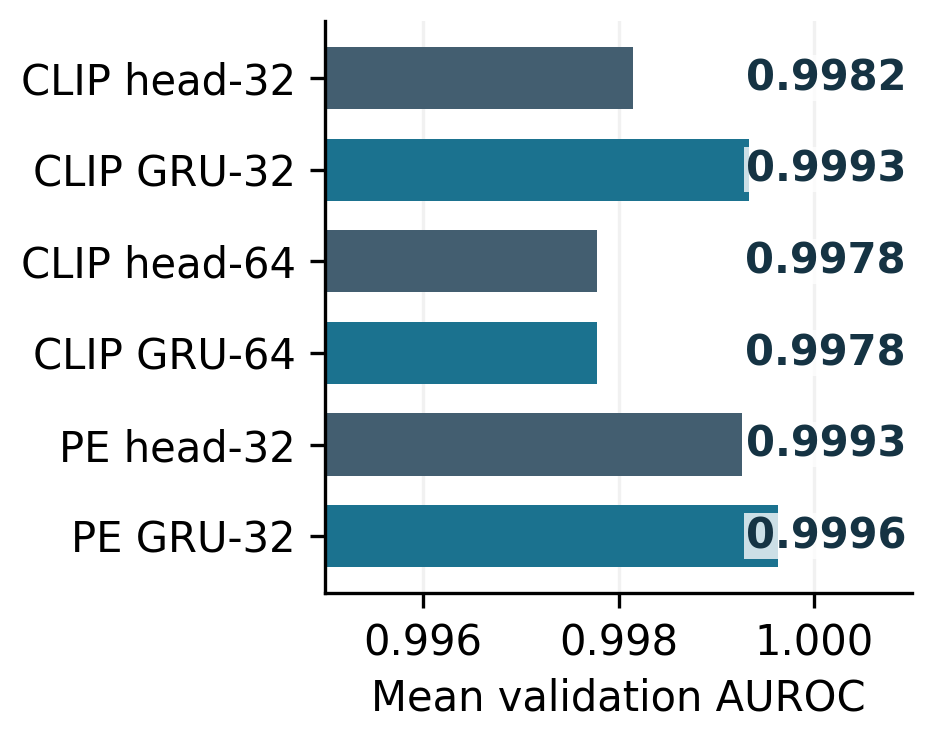 CLIP head-32 0.9982
CLIP GRU-32 0.9993
CLIP head-64 0.9978
CLIP GRU-64 0.9978
PE head-32 0.9993
PE GRU-32 0.9996
0.996 0.998 1.000
Mean validation AUROC